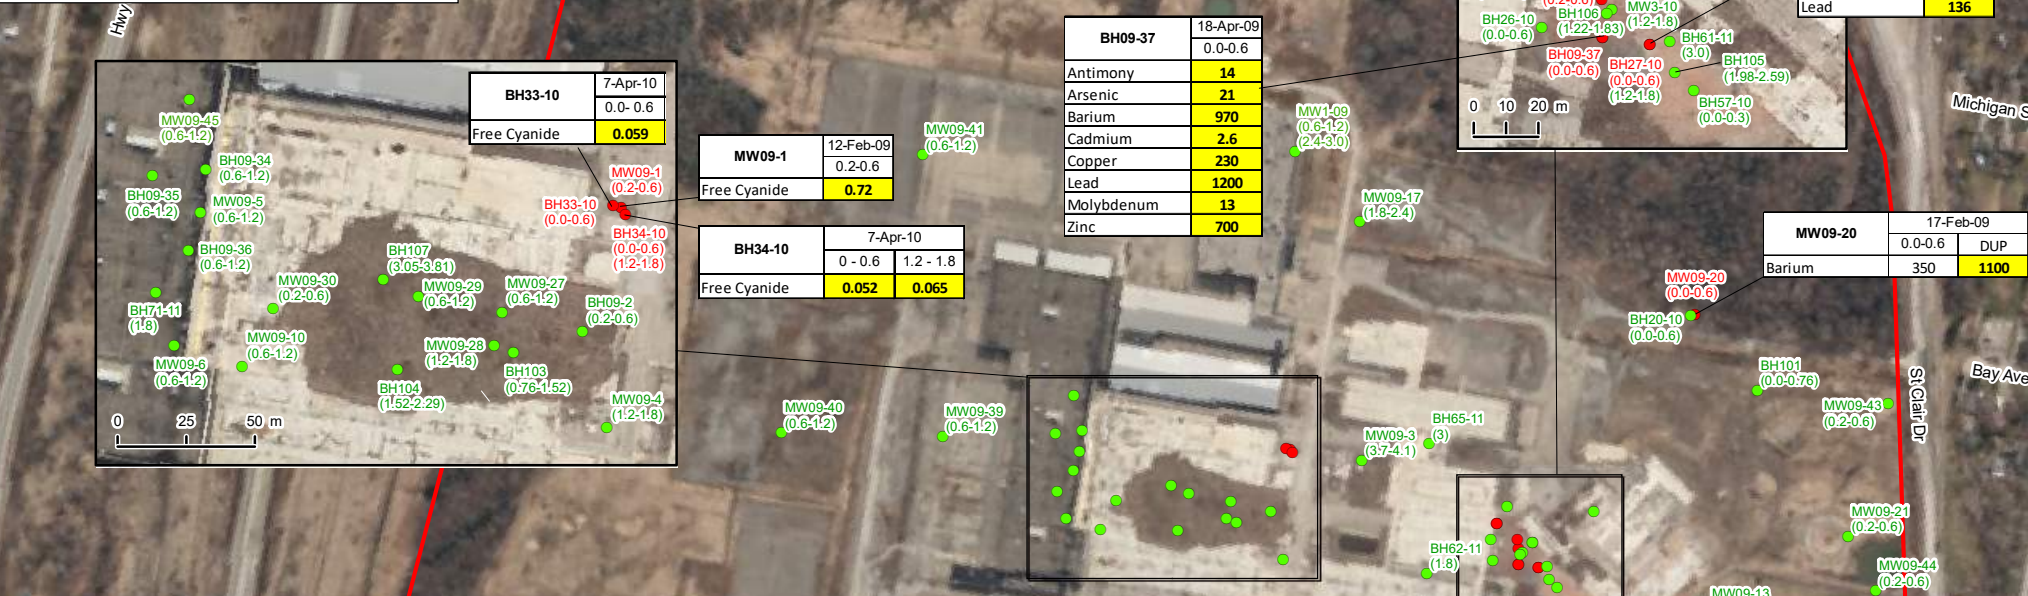 Hwy
BH33-10
7-Apr-10
0.0- 0.6
Free Cyanide
0.059
MW09-45
(0.6-1.2)
BH09-34
(0.6-1.2)
BH09-35
(0.6-1.2)
MW09-5
(0.6-1.2)
BH09-36
(0.6-1.2)
MW09-1
(0.2-0.6)
BH33-10
(0.0-0.6)
BH34-10
(0.0-0.6)
(1.2-1.8)
BH107
(3.05-3.81)
MW09-30
(0.2-0.6)
MW09-29
(0.6-1.2)
MW09-27
(0.6-1.2)
BH09-2
(0.2-0.6)
BH71-11
(1.8)
MW09-10
(0.6-1.2)
MW09-28
(1.2-1.8)
MW09-6
(0.6-1.2)
BH104
(1.52-2.29)
BH103
(0.76-1.52)
MW09-4
(1.2-1.8)
0 25 50 m
MW09-1
12-Feb-09
0.2-0.6
Free Cyanide
0.72
BH34-10
7-Apr-10
0 - 0.6
1.2 - 1.8
Free Cyanide
0.052
0.065
MW09-41
(0.6-1.2)
BH09-37
18-Apr-09
0.0-0.6
Antimony 14
Arsenic 21
Barium 970
Cadmium 2.6
Copper 230
Lead 1200
Molybdenum 13
Zinc 700
MW1-09
(0.6-1.2)
(2.4-3.0)
MW09-17
(1.8-2.4)
(0.2-0.6)
BH26-10
(0.0-0.6)
BH106
(1.22-1.83)
MW3-10
(1.2-1.8)
BH09-37
(0.0-0.6)
BH27-10
(0.0-0.6)
(1.2-1.8)
BH61-11
(3.0)
BH105
(1.98-2.59)
BH57-10
(0.0-0.3)
0 10 20 m
Lead 136
Michigan S
MW09-20
17-Feb-09
0.0-0.6
DUP
Barium
350
1100
MW09-20
(0.0-0.6)
BH20-10
(0.0-0.6)
BH101
(0.0-0.76)
MW09-43
(0.2-0.6)
St Clair Dr
Bay Ave
MW09-40
(0.6-1.2)
MW09-39
(0.6-1.2)
MW09-3
(3.7-4.1)
BH65-11
(3)
BH62-11
(1.8)
MW09-21
(0.2-0.6)
MW09-44
(0.2-0.6)
MW09-13